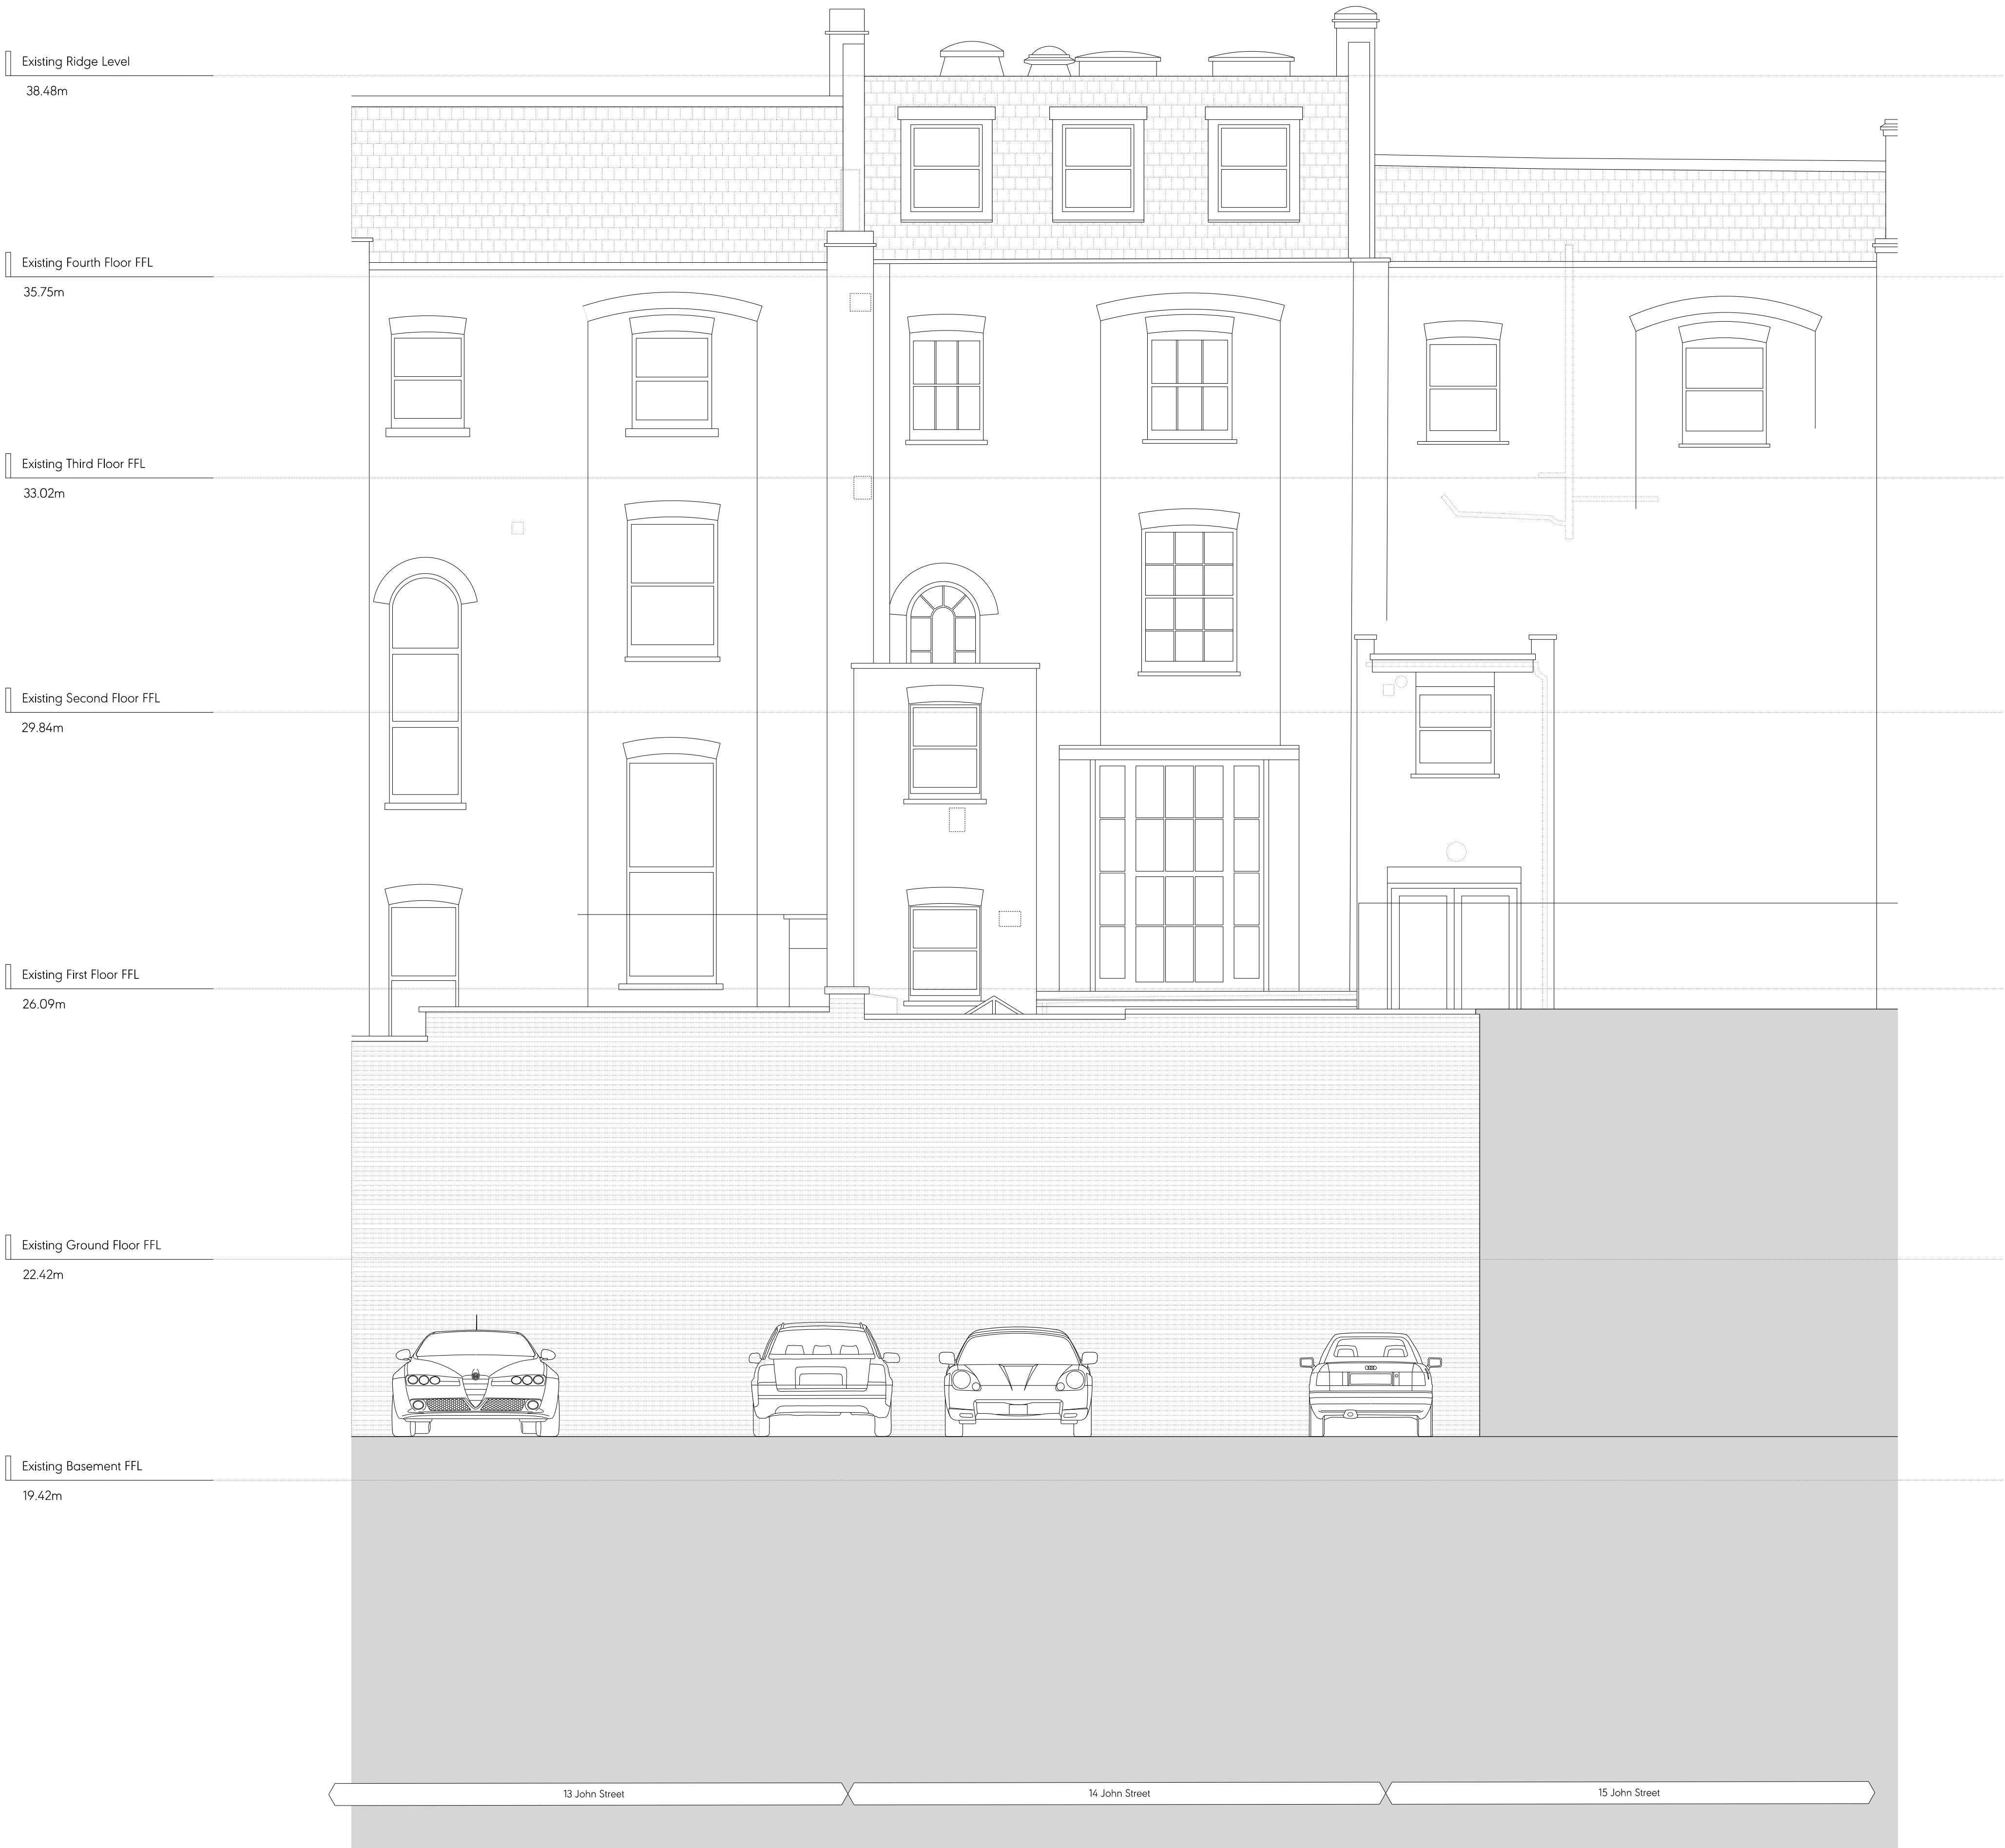 Existing Ridge Level
38.48m
Existing Fourth Floor FFL
35.75m
Existing Third Floor FFL
33.02m
Existing Second Floor FFL
29.84m
Existing First Floor FFL
26.09m
Existing Ground Floor FFL
22.42m
Existing Basement FFL
19.42m
13 John Street
14 John Street
15 John Street